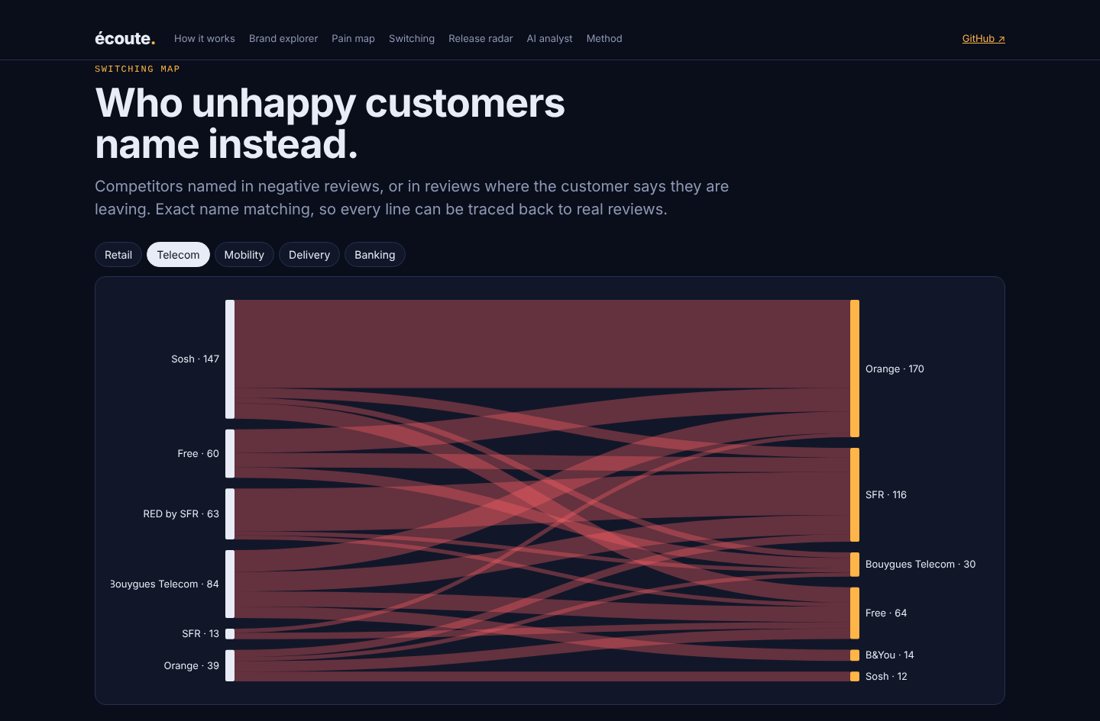 écoute.
How it works
Brand explorer
Pain map
Switching
Release radar
AI analyst
Method
GitHub ↗
SWITCHING MAP
Who unhappy customers
name instead.
Competitors named in negative reviews, or in reviews where the customer says they are
leaving. Exact name matching, so every line can be traced back to real reviews.
Retail
Telecom
Mobility
Delivery
Banking
Sosh · 147
Free · 60
RED by SFR · 63
Bouygues Telecom · 84
SFR · 13
Orange · 39
Orange · 170
SFR · 116
Bouygues Telecom · 30
Free · 64
B&You · 14
Sosh · 12